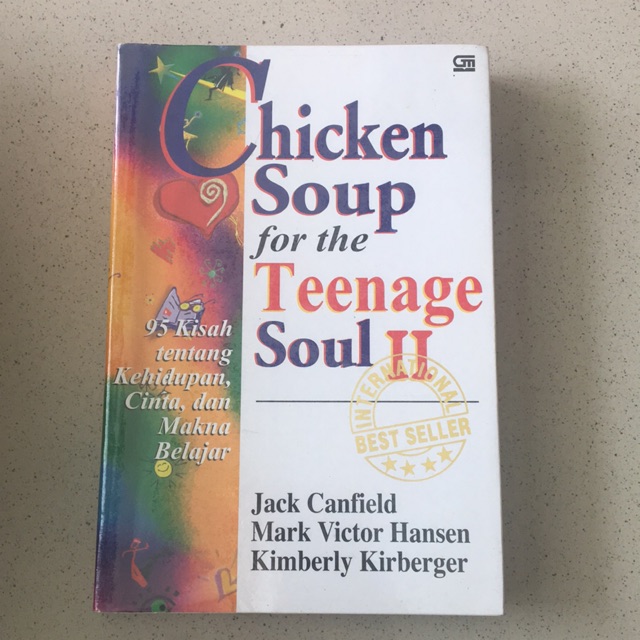 GM
Chicken
Soup
for the
Teenage
Soul II
95 Kisah
tentang
Kehidupan,
Cinta, dan
Makna
Belajar
INTERNATIONAL
BEST SELLER
Jack Canfield
Mark Victor Hansen
Kimberly Kirberger